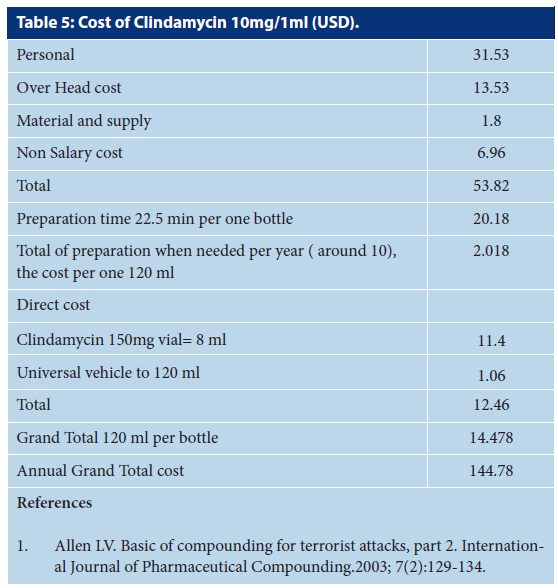 Table 5: Cost of Clindamycin 10mg/1ml (USD).
Personal 31.53
Over Head cost 13.53
Material and supply 1.8
Non Salary cost 6.96
Total 53.82
Preparation time 22.5 min per one bottle 20.18
Total of preparation when needed per year ( around 10), 2.018
the cost per one 120 ml
Direct cost
Clindamycin 150mg vial= 8 ml 11.4
Universal vehicle to 120 ml 1.06
Total 12.46
Grand Total 120 ml per bottle 14.478
Annual Grand Total cost 144.78
References
1. Allen LV. Basic of compounding for terrorist attacks, part 2. Internation-
al Journal of Pharmaceutical Compounding.2003; 7(2):129-134.